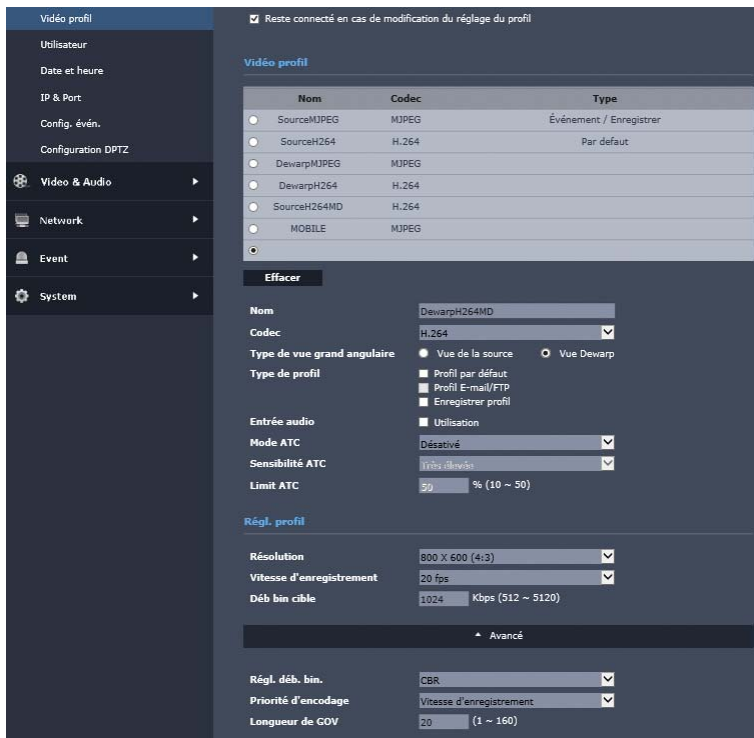 Vidéo profil
Utilisateur
Date et heure
IP & Port
Config. évén.
Configuration DPTZ
Video & Audio
Network
Event
System
Reste connecté en cas de modification du réglage du profil
Vidéo profil
Nom Codec Type
SourceMJPEG MJPEG Événement / Enregistrer
SourceH264 H.264 Par defaut
DewarpMJPEG MJPEG
DewarpH264 H.264
SourceH264MD H.264
MOBILE MJPEG
Effacer
Nom DewarpH264MD
Codec H.264
Type de vue grand angulaire Vue de la source Vue Dewarp
Type de profil Profil par défaut
Profil E-mail/FTP
Enregistrer profil
Entrée audio Utilisation
Mode ATC Désativé
Sensibilité ATC Très élevée
Limit ATC 50 % (10 ~ 50)
Régl. profil
Résolution 800 X 600 (4:3)
Vitesse d'enregistrement 20 fps
Déb bin cible 1024 Kbps (512 ~ 5120)
Avancé
Régl. déb. bin. CBR
Priorité d'encodage Vitesse d'enregistrement
Longueur de GOV 20 (1 ~ 160)